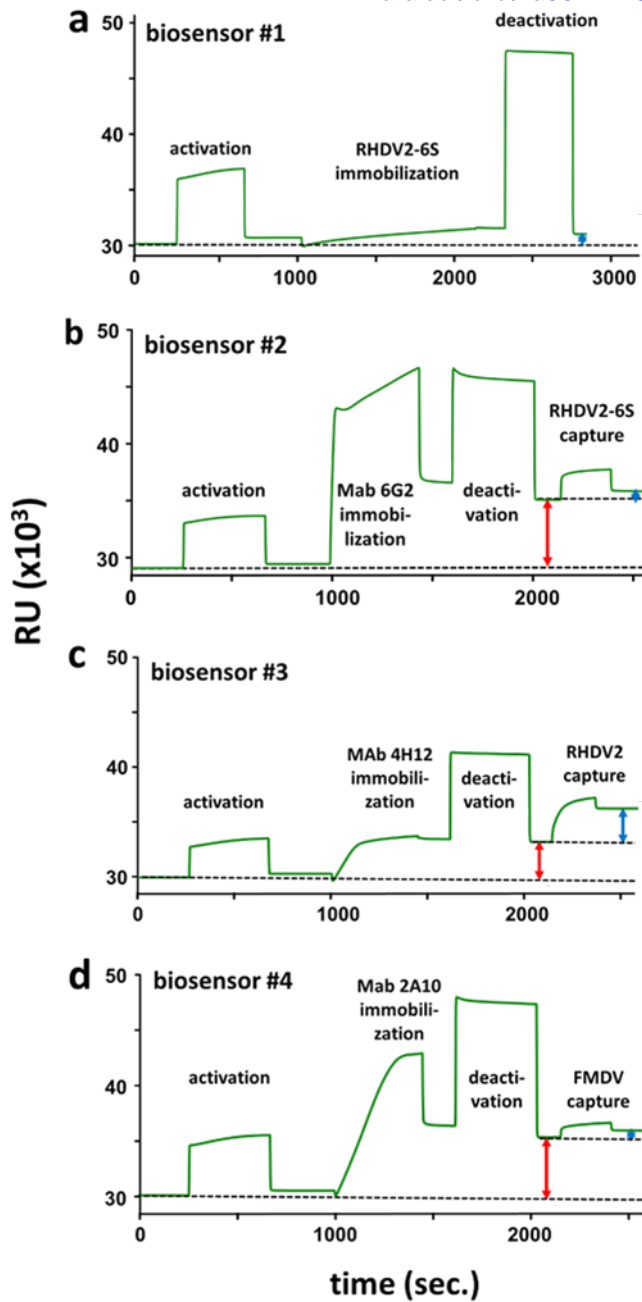 a
biosensor #1
deactivation
activation
RHDV2-6S
immobilization
50
40
30
0
1000
2000
3000
b
biosensor #2
activation
Mab 6G2
immobi-
lization
deacti-
vation
RHDV2-6S
capture
50
40
30
0
1000
2000
RU (x10³)
c
biosensor #3
activation
MAb 4H12
immobili-
zation
deacti-
vation
RHDV2
capture
50
40
30
0
1000
2000
d
biosensor #4
activation
Mab 2A10
immobili-
zation
deacti-
vation
FMDV
capture
50
40
30
0
1000
2000
time (sec.)